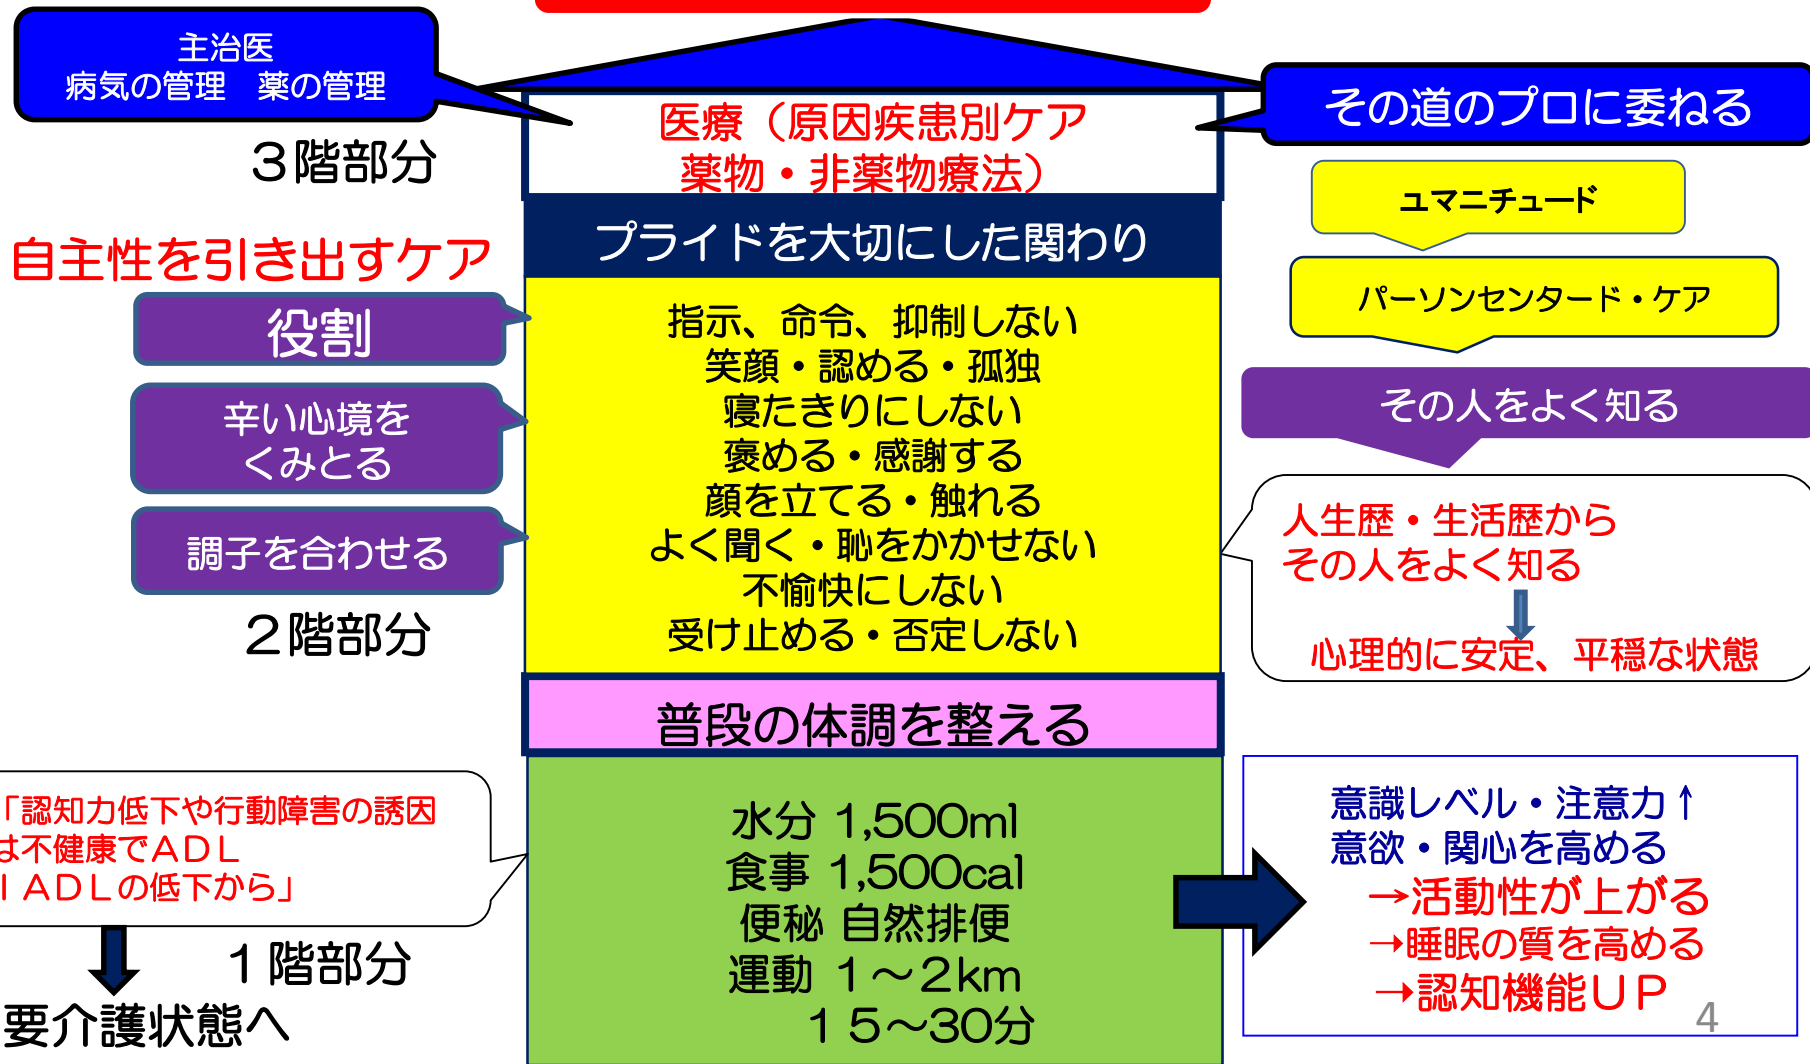 主治医
病気の管理　薬の管理
その道のプロに委ねる
医療（原因疾患別ケア
薬物・非薬物療法）
３階部分
ユマニチュード
プライドを大切にした関わり
自主性を引き出すケア
パーソンセンタード・ケア
役割
指示、命令、抑制しない
笑顔・認める・孤独
寝たきりにしない
褒める・感謝する
顔を立てる・触れる
よく聞く・恥をかかせない
不愉快にしない
受け止める・否定しない
辛い心境を
くみとる
調子を合わせる
２階部分
その人をよく知る
人生歴・生活歴から
その人をよく知る
心理的に安定、平穏な状態
普段の体調を整える
「認知力低下や行動障害の誘因
は不健康でＡＤＬ
ＩＡＤＬの低下から」
１階部分
要介護状態へ
水分 1,500ml
食事 1,500cal
便秘 自然排便
運動 １～２km
１５～30分
意識レベル・注意力↑
意欲・関心を高める
→活動性が上がる
→睡眠の質を高める
→認知機能ＵＰ
4